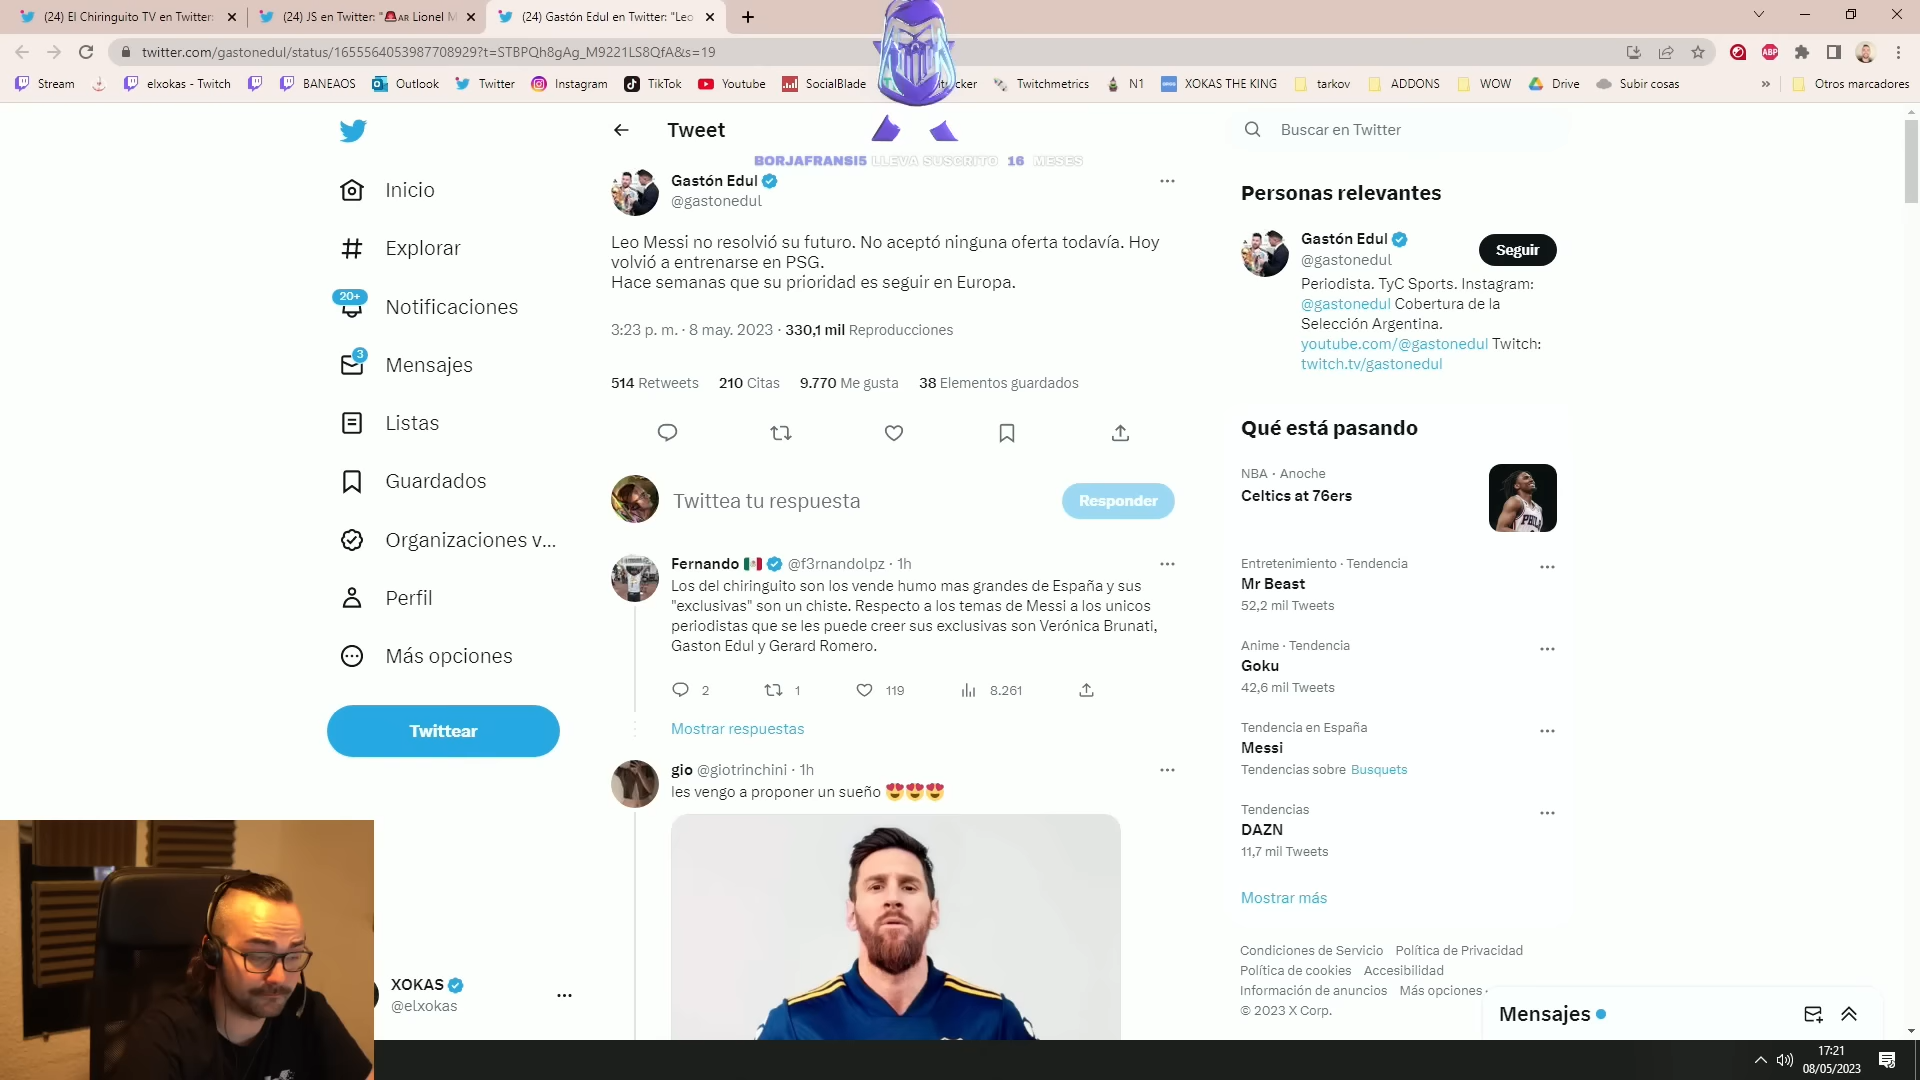 (24) El Chiringuito TV en Twitter:
(24) JS en Twitter: "🚨AR Lionel M
(24) Gastón Edul en Twitter: "Leo
twitter.com/gastonedul/status/1655564053987708929?t=STBPQh8gAg_M9221LS8QfA&s=19
ABP
Stream
elxokas - Twitch
BANEAOS
Outlook
Twitter
Instagram
TikTok
Youtube
SocialBlade
Twitchmetrics
N1
XOKAS THE KING
tarkov
ADDONS
WOW
Drive
Subir cosas
»
Otros marcadores
BORJAFRANSI5 LLEVA SUSCRITO 16 MESES
Inicio
Explorar
20+
Notificaciones
3
Mensajes
Listas
Guardados
Organizaciones v...
Perfil
Más opciones
Twittear
XOKAS
@elxokas
Tweet
Gastón Edul
@gastonedul
Leo Messi no resolvió su futuro. No aceptó ninguna oferta todavía. Hoy
volvió a entrenarse en PSG.
Hace semanas que su prioridad es seguir en Europa.
3:23 p. m. · 8 may. 2023 · 330,1 mil Reproducciones
514 Retweets 210 Citas 9.770 Me gusta 38 Elementos guardados
Twittea tu respuesta
Responder
Fernando 🇲🇽 @f3rnandolpz · 1h
Los del chiringuito son los vende humo mas grandes de España y sus
"exclusivas" son un chiste. Respecto a los temas de Messi a los unicos
periodistas que se les puede creer sus exclusivas son Verónica Brunati,
Gaston Edul y Gerard Romero.
2 1 119 8.261
Mostrar respuestas
gio @giotrinchini · 1h
les vengo a proponer un sueño 😍😍😍
Buscar en Twitter
Personas relevantes
Gastón Edul
@gastonedul
Seguir
Periodista. TyC Sports. Instagram:
@gastonedul Cobertura de la
Selección Argentina.
youtube.com/@gastonedul Twitch:
twitch.tv/gastonedul
Qué está pasando
NBA · Anoche
Celtics at 76ers
Entretenimiento · Tendencia
Mr Beast
52,2 mil Tweets
Anime · Tendencia
Goku
42,6 mil Tweets
Tendencia en España
Messi
Tendencias sobre Busquets
Tendencias
DAZN
11,7 mil Tweets
Mostrar más
Condiciones de Servicio Política de Privacidad
Política de cookies Accesibilidad
Información de anuncios Más opciones
© 2023 X Corp.
Mensajes
17:21
08/05/2023